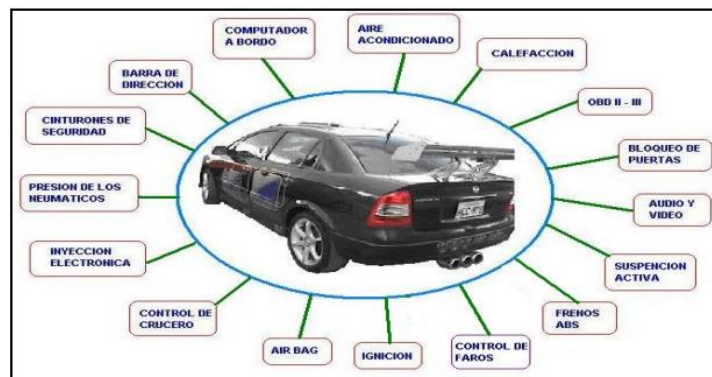 COMPUTADOR
A BORDO
AIRE
ACONDICIONADO
CALEFACCION
OBD II - III
BLOQUEO DE
PUERTAS
AUDIO Y
VIDEO
SUSPENCION
ACTIVA
FRENOS
ABS
CONTROL DE
FAROS
IGNICION
AIR BAG
CONTROL DE
CRUCERO
INYECCION
ELECTRONICA
PRESION DE LOS
NEUMATICOS
CINTURONES DE
SEGURIDAD
BARRA DE
DIRECCION